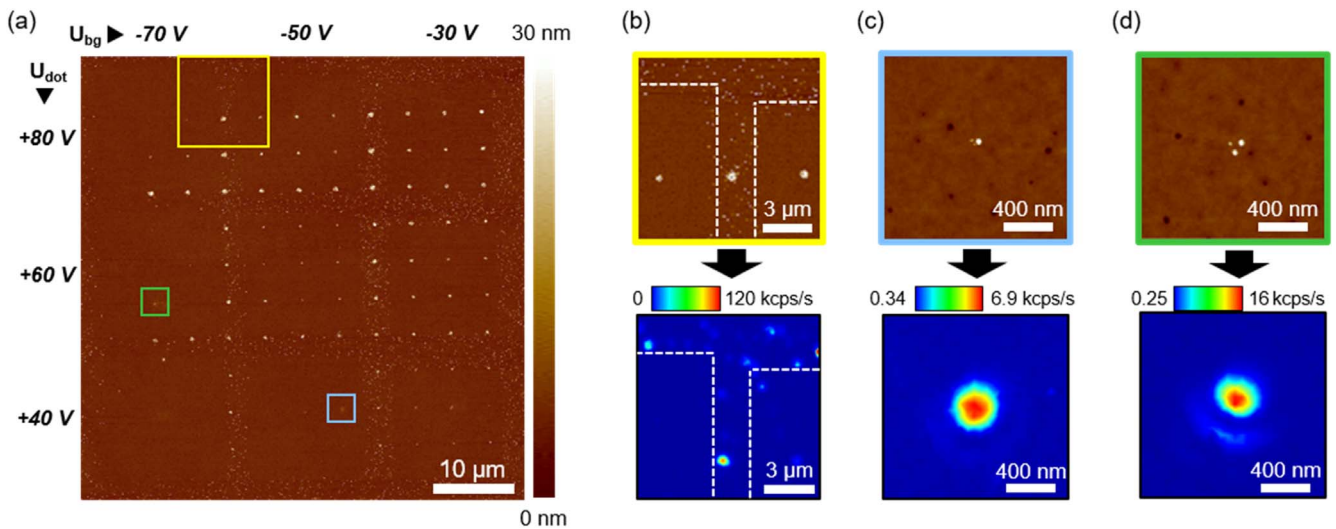 (a)
U_bg ► -70 V -50 V -30 V
30 nm
U_dot
▼
+80 V
+60 V
+40 V
10 µm
0 nm
(b)
3 µm
0 120 kcps/s
3 µm
(c)
400 nm
0.34 6.9 kcps/s
400 nm
(d)
400 nm
0.25 16 kcps/s
400 nm